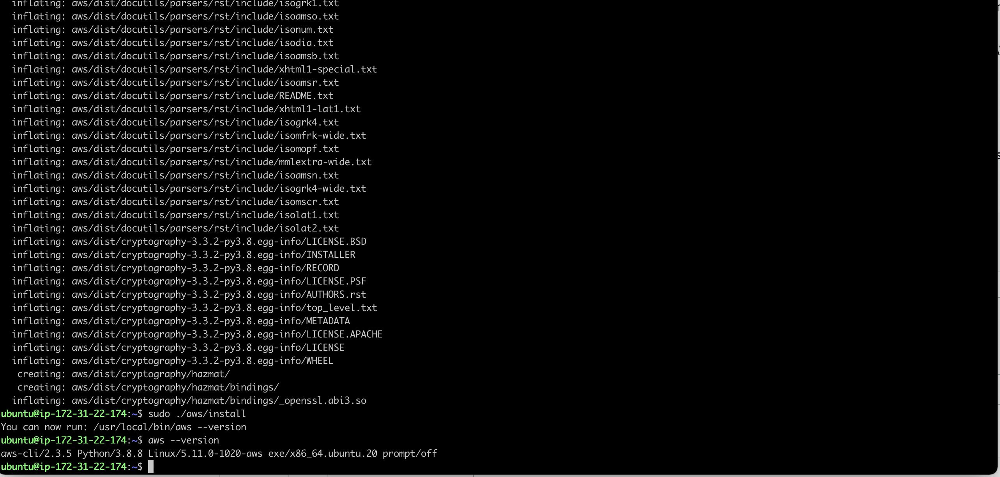 inflating: aws/dist/docutils/parsers/rst/include/isogrk1.txt
inflating: aws/dist/docutils/parsers/rst/include/isoamso.txt
inflating: aws/dist/docutils/parsers/rst/include/isonum.txt
inflating: aws/dist/docutils/parsers/rst/include/isodia.txt
inflating: aws/dist/docutils/parsers/rst/include/isoamsb.txt
inflating: aws/dist/docutils/parsers/rst/include/xhtml1-special.txt
inflating: aws/dist/docutils/parsers/rst/include/isoamsr.txt
inflating: aws/dist/docutils/parsers/rst/include/README.txt
inflating: aws/dist/docutils/parsers/rst/include/xhtml1-lat1.txt
inflating: aws/dist/docutils/parsers/rst/include/isogrk4.txt
inflating: aws/dist/docutils/parsers/rst/include/isomfrk-wide.txt
inflating: aws/dist/docutils/parsers/rst/include/isomopf.txt
inflating: aws/dist/docutils/parsers/rst/include/mmlextra-wide.txt
inflating: aws/dist/docutils/parsers/rst/include/isoamsn.txt
inflating: aws/dist/docutils/parsers/rst/include/isogrk4-wide.txt
inflating: aws/dist/docutils/parsers/rst/include/isomscr.txt
inflating: aws/dist/docutils/parsers/rst/include/isolat1.txt
inflating: aws/dist/docutils/parsers/rst/include/isolat2.txt
inflating: aws/dist/cryptography-3.3.2-py3.8.egg-info/LICENSE.BSD
inflating: aws/dist/cryptography-3.3.2-py3.8.egg-info/INSTALLER
inflating: aws/dist/cryptography-3.3.2-py3.8.egg-info/RECORD
inflating: aws/dist/cryptography-3.3.2-py3.8.egg-info/LICENSE.PSF
inflating: aws/dist/cryptography-3.3.2-py3.8.egg-info/AUTHORS.rst
inflating: aws/dist/cryptography-3.3.2-py3.8.egg-info/top_level.txt
inflating: aws/dist/cryptography-3.3.2-py3.8.egg-info/METADATA
inflating: aws/dist/cryptography-3.3.2-py3.8.egg-info/LICENSE.APACHE
inflating: aws/dist/cryptography-3.3.2-py3.8.egg-info/LICENSE
inflating: aws/dist/cryptography-3.3.2-py3.8.egg-info/WHEEL
creating: aws/dist/cryptography/hazmat/
creating: aws/dist/cryptography/hazmat/bindings/
inflating: aws/dist/cryptography/hazmat/bindings/_openssl.abi3.so
ubuntu@ip-172-31-22-174:~$ sudo ./aws/install
You can now run: /usr/local/bin/aws --version
ubuntu@ip-172-31-22-174:~$ aws --version
aws-cli/2.3.5 Python/3.8.8 Linux/5.11.0-1020-aws exe/x86_64.ubuntu.20 prompt/off
ubuntu@ip-172-31-22-174:~$